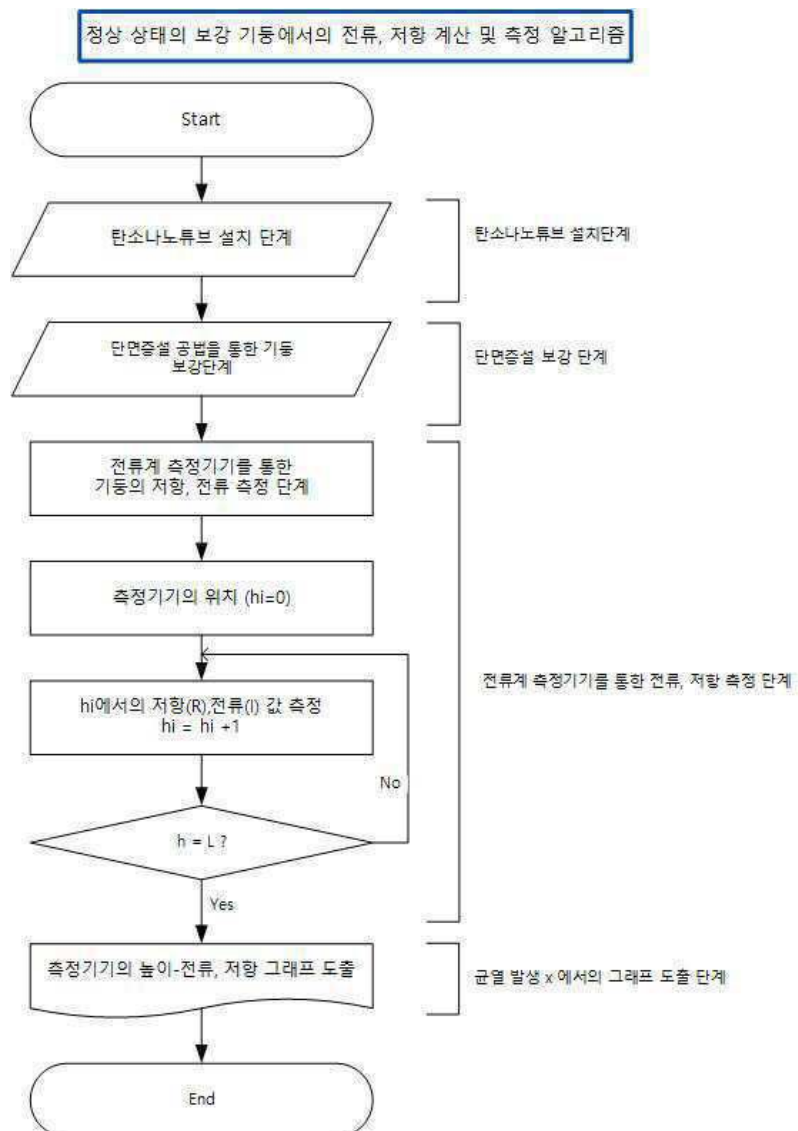 정상 상태의 보강 기둥에서의 전류, 저항 계산 및 측정 알고리즘
Start
탄소나노튜브 설치 단계
탄소나노튜브 설치단계
단면증설 공법을 통한 기둥
보강단계
단면증설 보강 단계
전류계 측정기기를 통한
기둥의 저항, 전류 측정 단계
측정기기의 위치 (hi=0)
전류계 측정기기를 통한 전류, 저항 측정 단계
hi에서의 저항(R),전류(I) 값 측정
hi = hi +1
No
h = L ?
Yes
측정기기의 높이-전류, 저항 그래프 도출
균열 발생 x 에서의 그래프 도출 단계
End